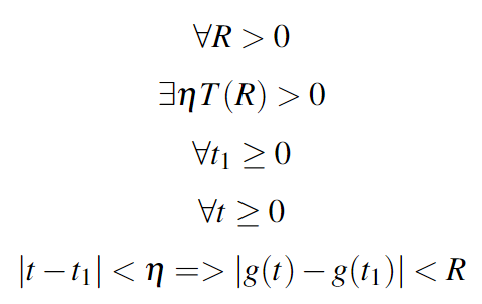 ∀R > 0
∃ηT(R) > 0
∀t₁ ≥ 0
∀t ≥ 0
|t − t₁| < η => |g(t) − g(t₁)| < R